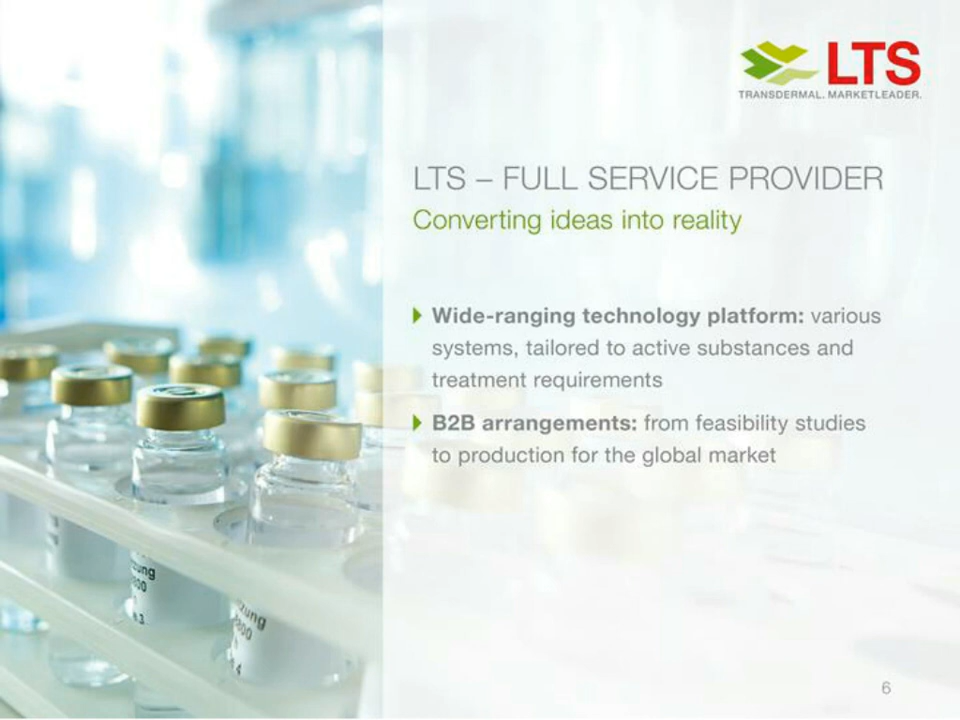 LTS
TRANSDERMAL. MARKETLEADER.
LTS – FULL SERVICE PROVIDER
Converting ideas into reality
Wide-ranging technology platform: various
systems, tailored to active substances and
treatment requirements
B2B arrangements: from feasibility studies
to production for the global market
6